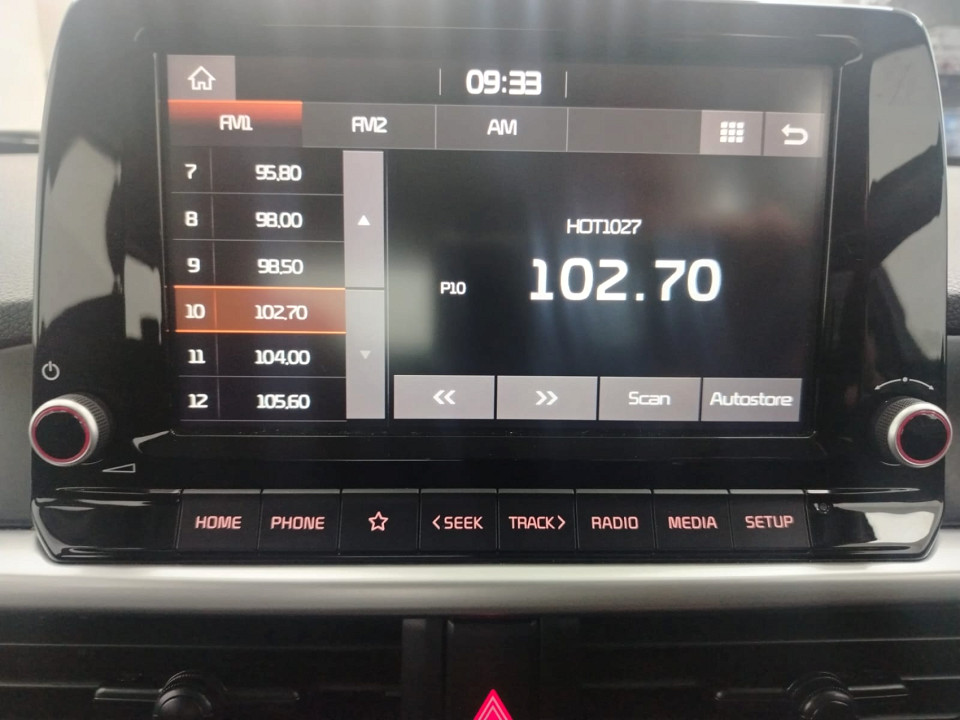 09:33
FM1 FM2 AM
7 95.80
8 98.00
9 98.50
10 102.70
11 104.00
12 105.60
HOT1027
P10 102.70
<< >> Scan Autostore
HOME PHONE < SEEK TRACK > RADIO MEDIA SETUP